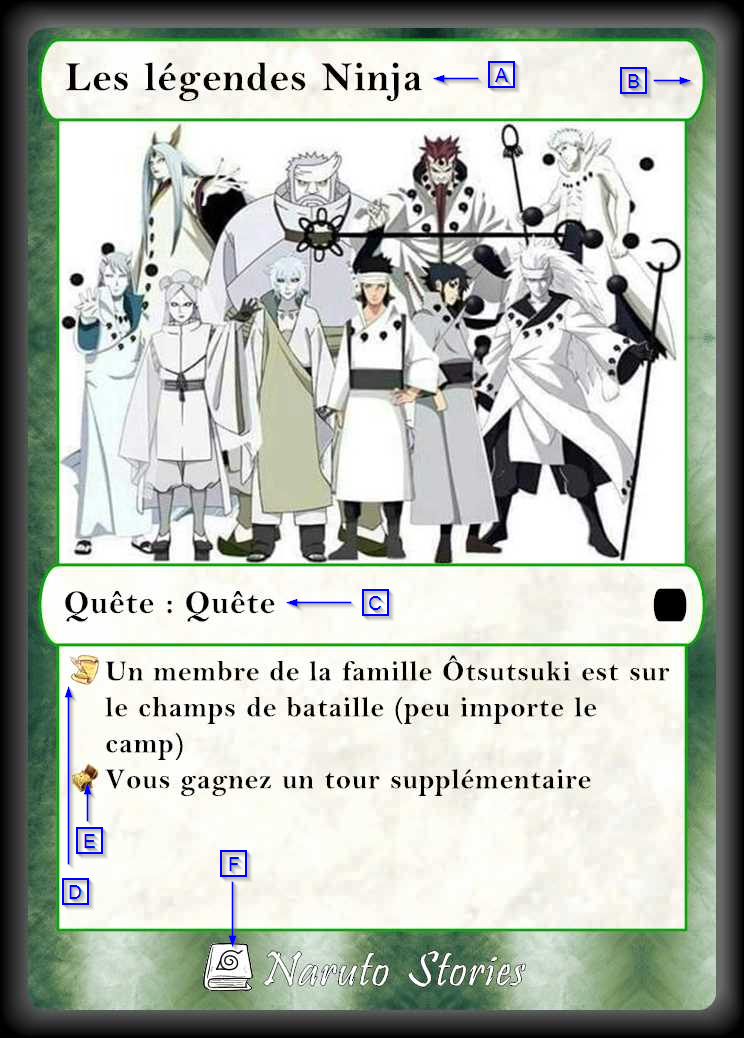 Les légendes Ninja
A
B
Quête : Quête
C
Un membre de la famille Ôtsutsuki est sur
le champs de bataille (peu importe le
camp)
Vous gagnez un tour supplémentaire
E
F
D
Naruto Stories